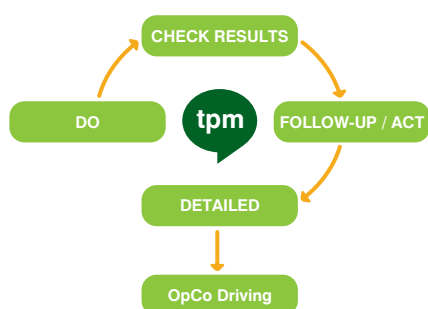 CHECK RESULTS
DO
tpm
FOLLOW-UP / ACT
DETAILED
OpCo Driving